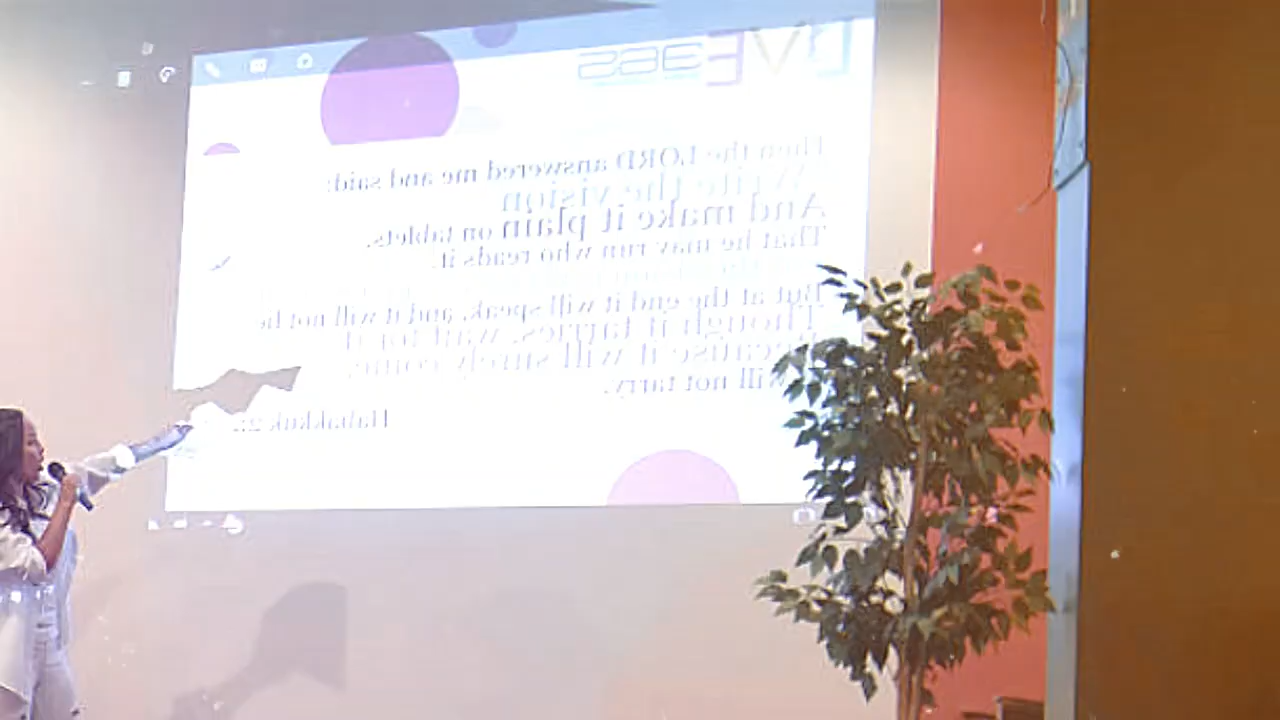 LIVE365
Then the LORD answered me and said:
"Write the vision
And make it plain on tablets,
That he may run who reads it.
But at the end it will speak, and it will not lie
Though it tarries, wait for it
Because it will surely come,
will not tarry.
Habakkuk